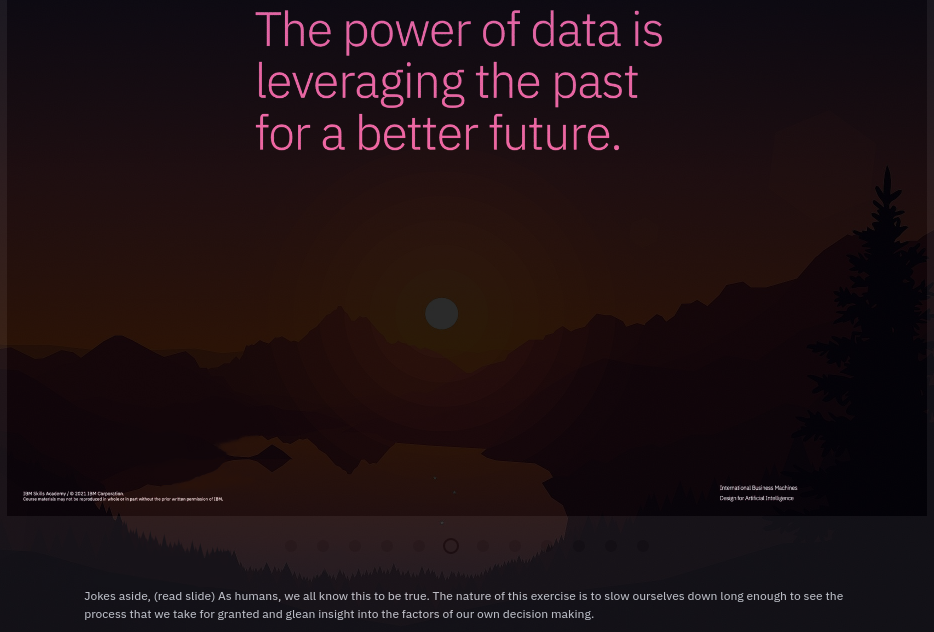 The power of data is
leveraging the past
for a better future.
IBM Skills Academy / © 2021 IBM Corporation.
Course materials may not be reproduced in whole or in part without the prior written permission of IBM.
International Business Machines
Design for Artificial Intelligence
Jokes aside, (read slide) As humans, we all know this to be true. The nature of this exercise is to slow ourselves down long enough to see the
process that we take for granted and glean insight into the factors of our own decision making.